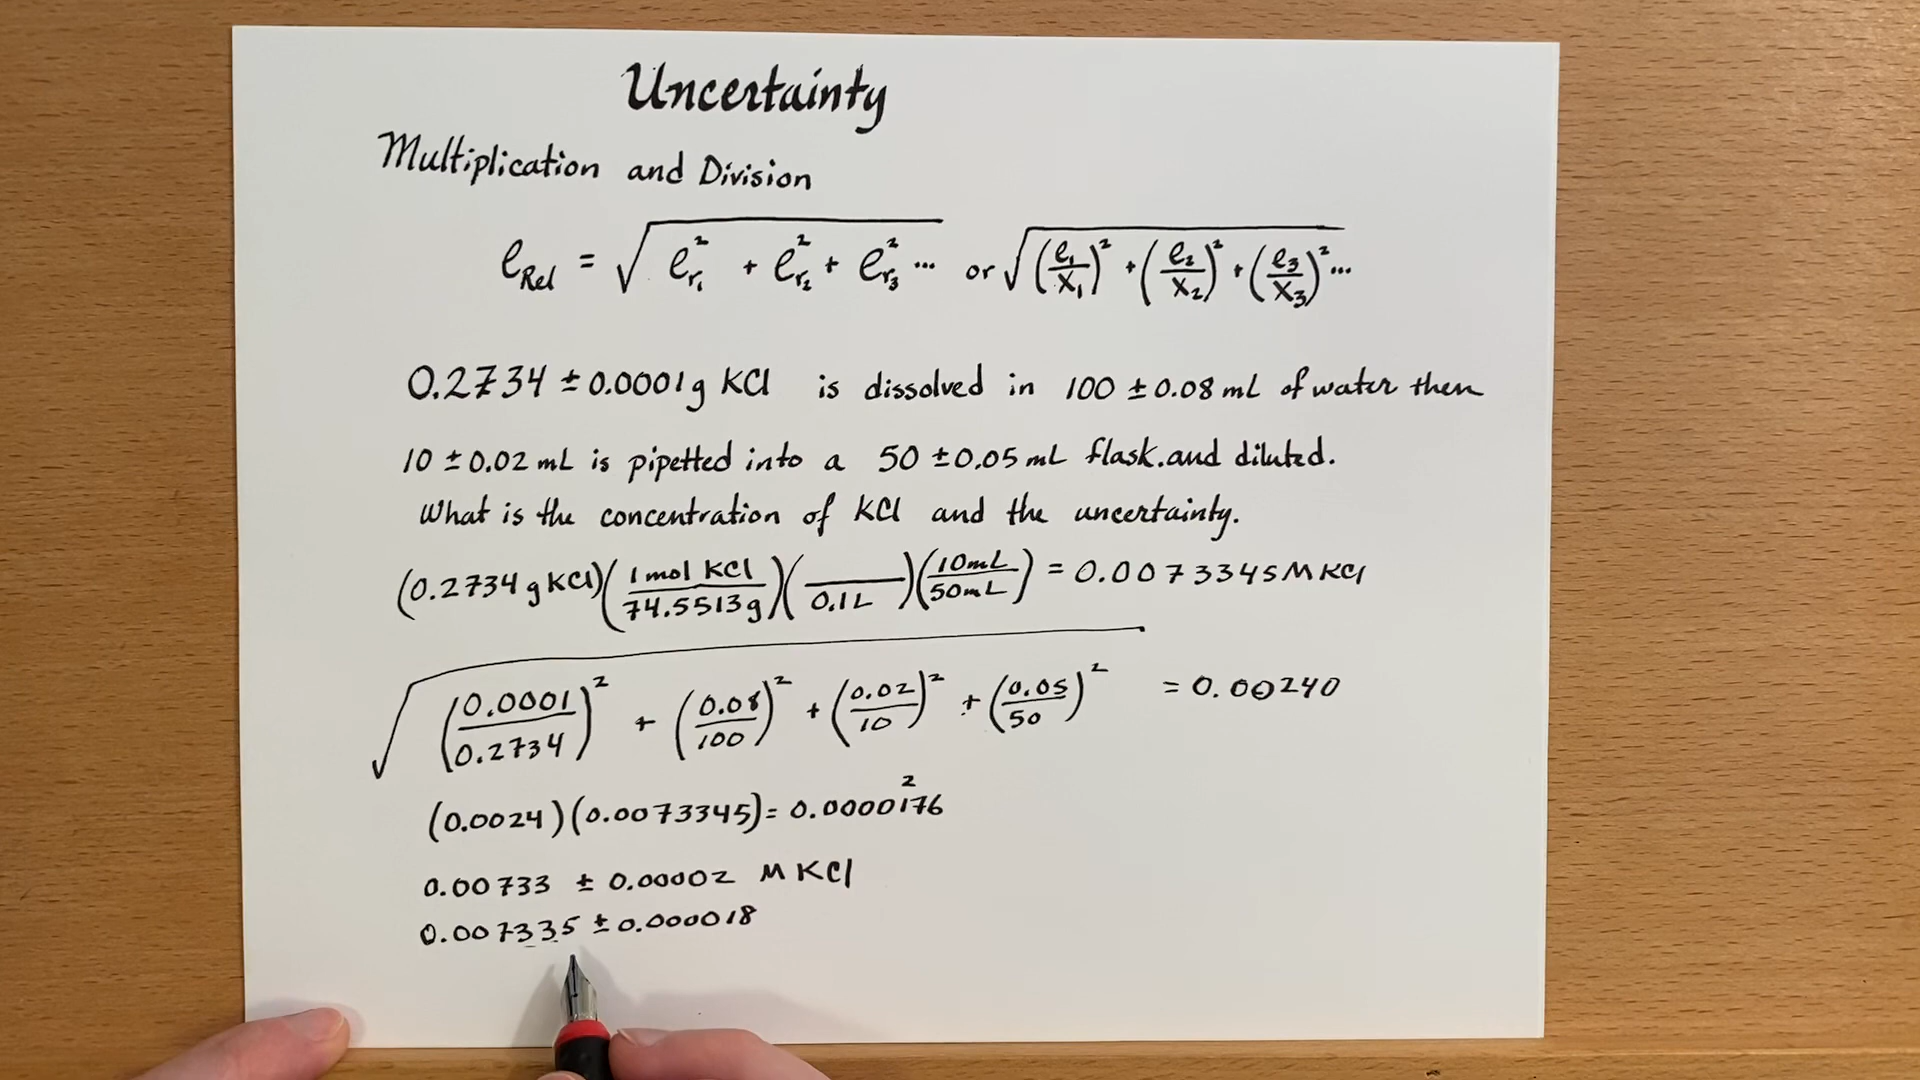 Uncertainty
Multiplication and Division
e_Rel = √(e_r₁² + e_r₂² + e_r₃² ...) or √((e₁/x₁)² + (e₂/x₂)² + (e₃/x₃)² ...)
0.2734 ± 0.0001g KCl is dissolved in 100 ± 0.08 mL of water then
10 ± 0.02 mL is pipetted into a 50 ± 0.05 mL flask.and diluted.
What is the concentration of KCl and the uncertainty.
(0.2734 g KCl)(1 mol KCl/74.5513g)( /0.1L)(10mL/50mL) = 0.0073345 M KCl
√((0.0001/0.2734)² + (0.08/100)² + (0.02/10)² + (0.05/50)²) = 0.00240
2
(0.0024)(0.0073345) = 0.0000176
0.00733 ± 0.00002 M KCl
0.007335 ± 0.000018